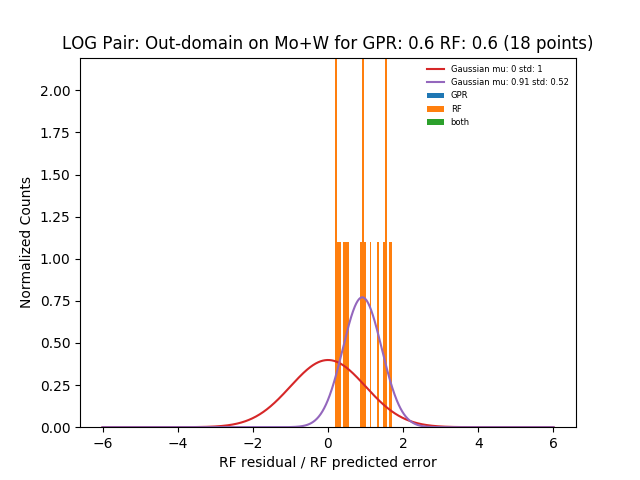 LOG Pair: Out-domain on Mo+W for GPR: 0.6 RF: 0.6 (18 points)
Gaussian mu: 0 std: 1
Gaussian mu: 0.91 std: 0.52
GPR
RF
both
2.00
1.75
1.50
1.25
1.00
0.75
0.50
0.25
0.00
Normalized Counts
−6
−4
−2
0
2
4
6
RF residual / RF predicted error